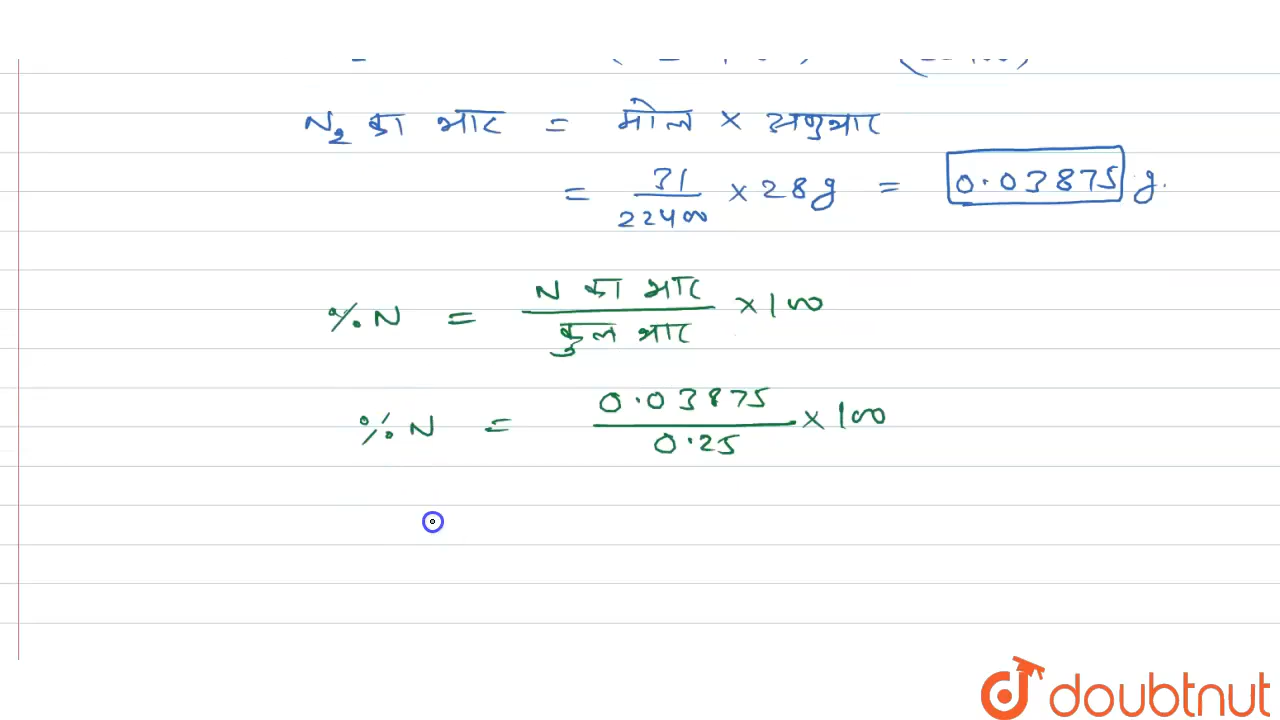 N₂ का भार = मोल × अणुभार
= 31/22400 × 28g = 0.03875 g.
%N = N का भार/कुल भार × 100
%N = 0.03875/0.25 × 100
doubtnut